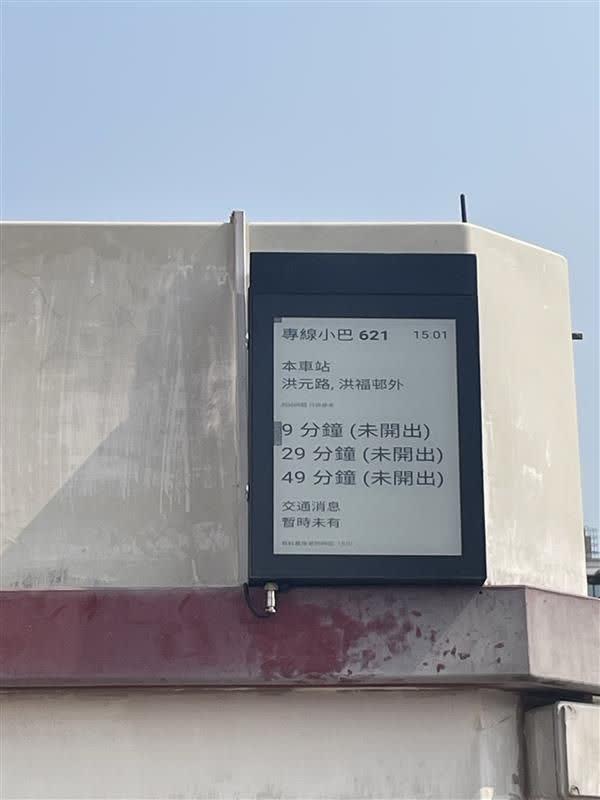 專線小巴 621 15:01
本車站
洪元路, 洪福邨外
9 分鐘 (未開出)
29 分鐘 (未開出)
49 分鐘 (未開出)
交通消息
暫時未有